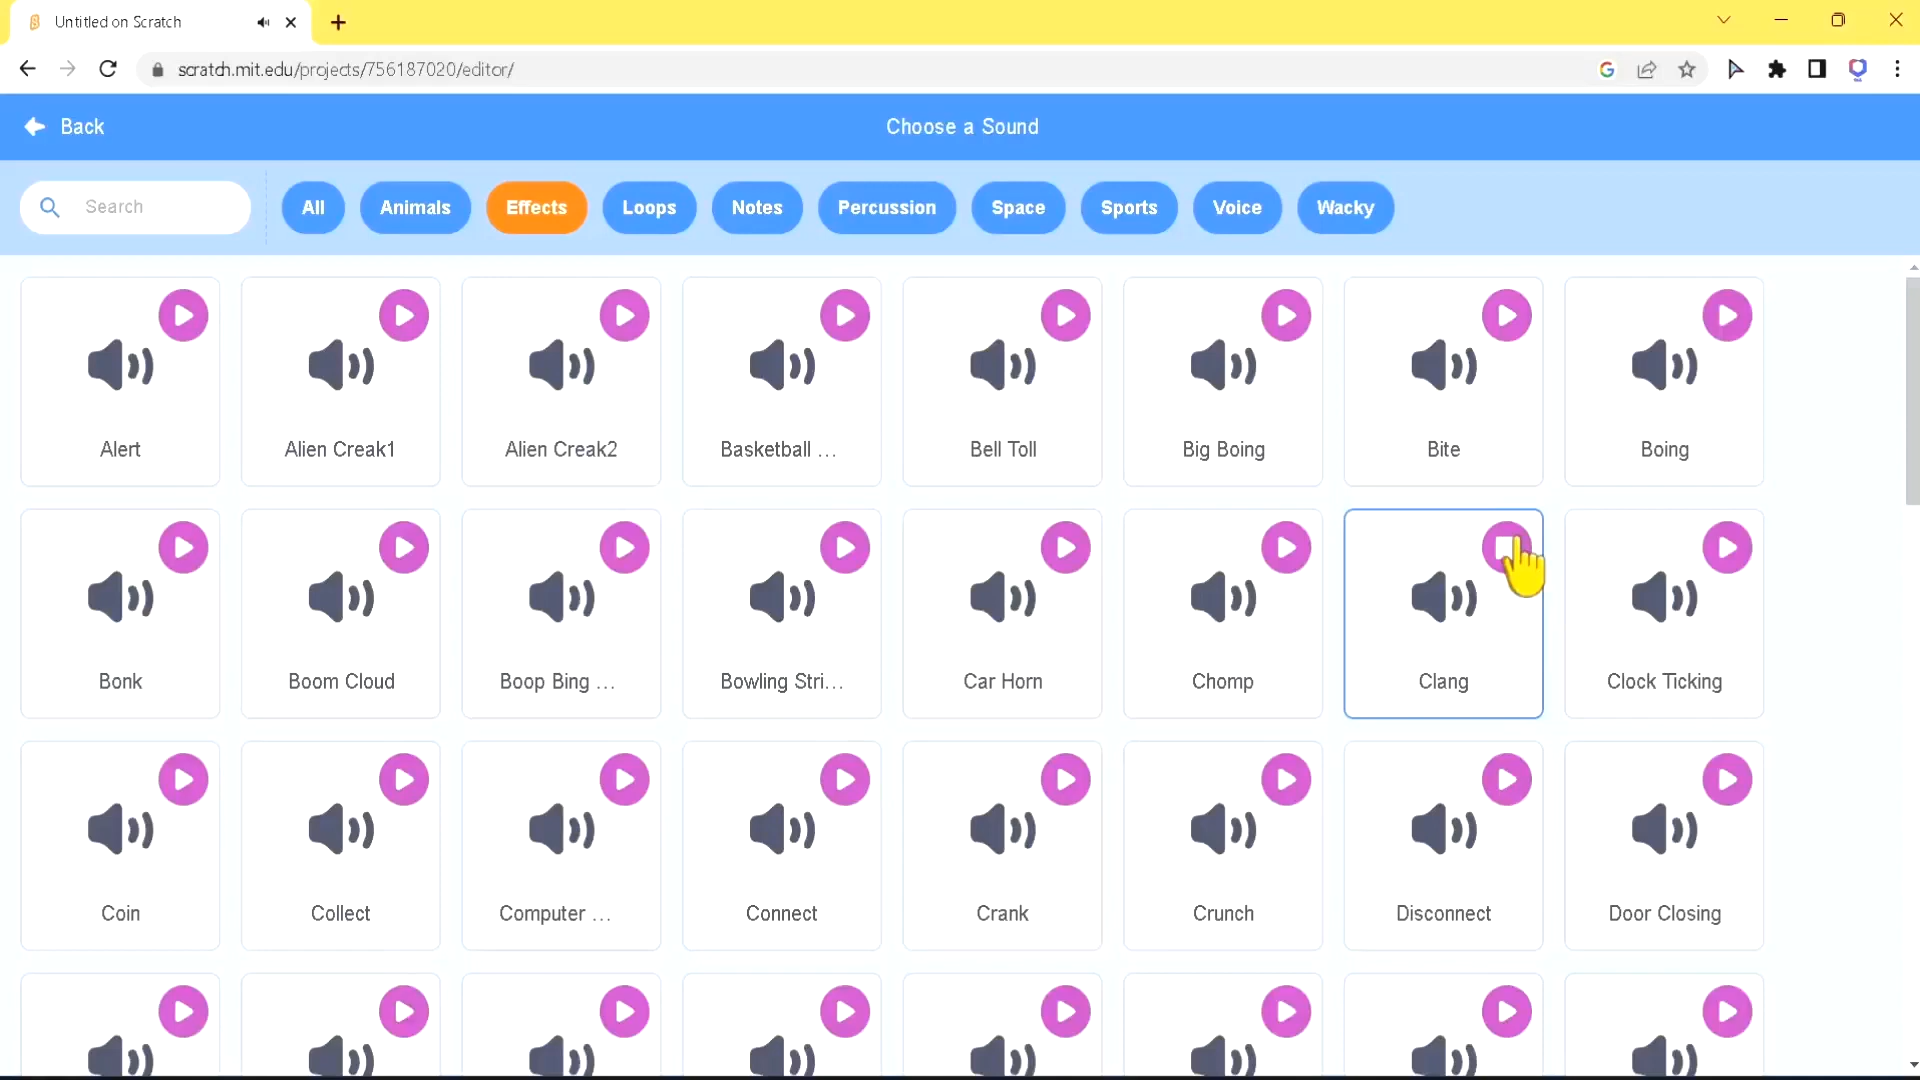 Untitled on Scratch
scratch.mit.edu/projects/756187020/editor/
Back
Choose a Sound
Search
All
Animals
Effects
Loops
Notes
Percussion
Space
Sports
Voice
Wacky
Alert
Alien Creak1
Alien Creak2
Basketball ...
Bell Toll
Big Boing
Bite
Boing
Bonk
Boom Cloud
Boop Bing ...
Bowling Stri...
Car Horn
Chomp
Clang
Clock Ticking
Coin
Collect
Computer ...
Connect
Crank
Crunch
Disconnect
Door Closing